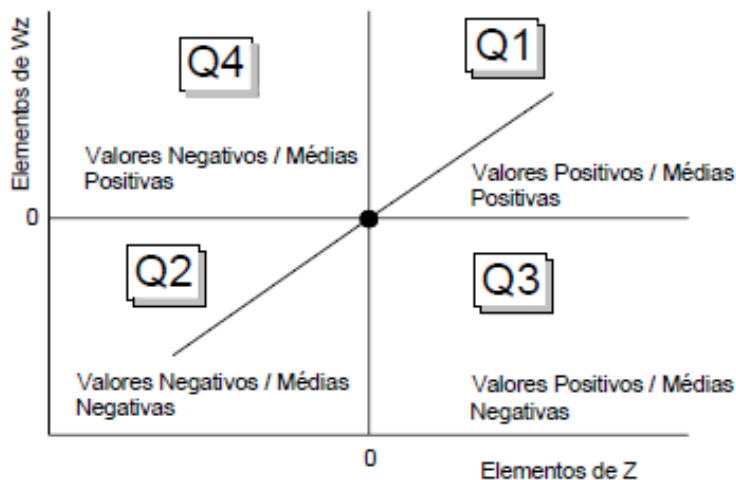 Elementos de Wz
Q4
Q1
Valores Negativos / Médias
Positivas
Valores Positivos / Médias
Positivas
0
Q2
Q3
Valores Negativos / Médias
Negativas
Valores Positivos / Médias
Negativas
0
Elementos de Z